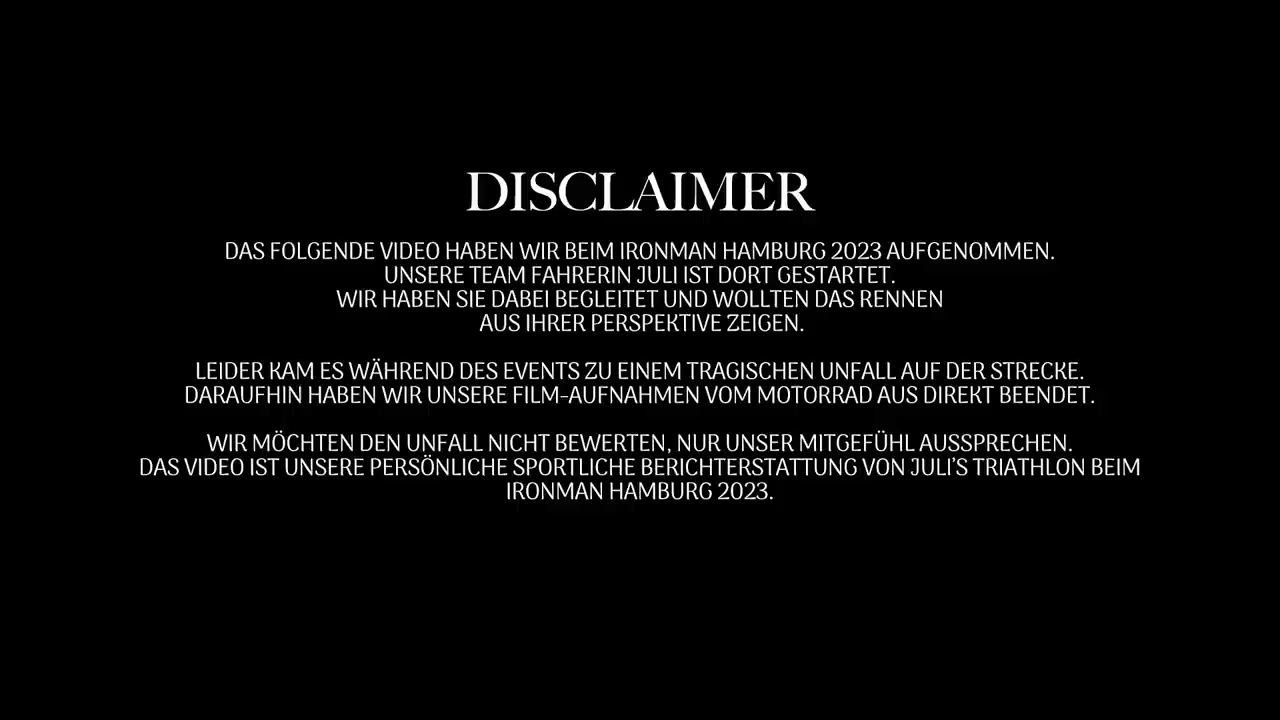 DISCLAIMER
DAS FOLGENDE VIDEO HABEN WIR BEIM IRONMAN HAMBURG 2023 AUFGENOMMEN.
UNSERE TEAM FAHRERIN JULI IST DORT GESTARTET.
WIR HABEN SIE DABEI BEGLEITET UND WOLLTEN DAS RENNEN
AUS IHRER PERSPEKTIVE ZEIGEN.
LEIDER KAM ES WÄHREND DES EVENTS ZU EINEM TRAGISCHEN UNFALL AUF DER STRECKE.
DARAUFHIN HABEN WIR UNSERE FILM-AUFNAHMEN VOM MOTORRAD AUS DIREKT BEENDET.
WIR MÖCHTEN DEN UNFALL NICHT BEWERTEN, NUR UNSER MITGEFÜHL AUSSPRECHEN.
DAS VIDEO IST UNSERE PERSÖNLICHE SPORTLICHE BERICHTERSTATTUNG VON JULI'S TRIATHLON BEIM
IRONMAN HAMBURG 2023.